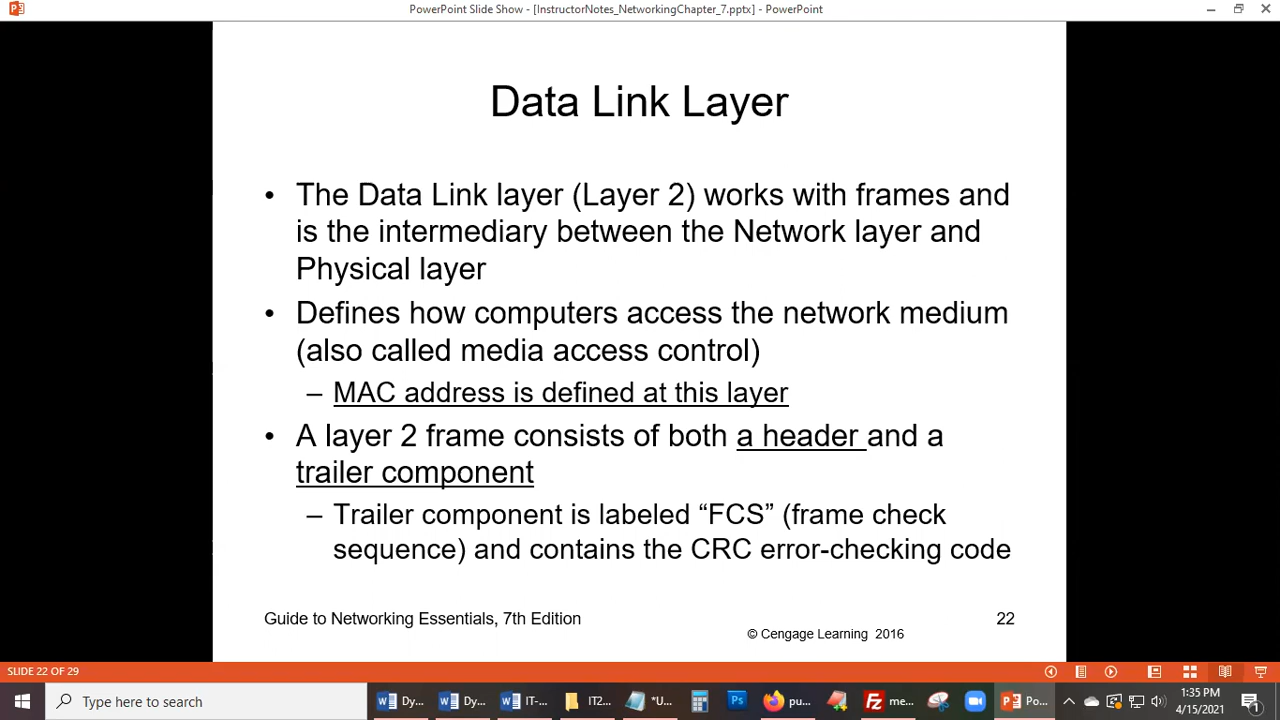 PowerPoint Slide Show - [InstructorNotes_NetworkingChapter_7.pptx] - PowerPoint
Data Link Layer
• The Data Link layer (Layer 2) works with frames and
is the intermediary between the Network layer and
Physical layer
• Defines how computers access the network medium
(also called media access control)
– MAC address is defined at this layer
• A layer 2 frame consists of both a header and a
trailer component
– Trailer component is labeled “FCS” (frame check
sequence) and contains the CRC error-checking code
Guide to Networking Essentials, 7th Edition
22
© Cengage Learning 2016
SLIDE 22 OF 29
Type here to search
Dy...
Dy...
IT-...
IT2...
*U...
Ps
pu...
me...
Po...
1:35 PM
4/15/2021
1